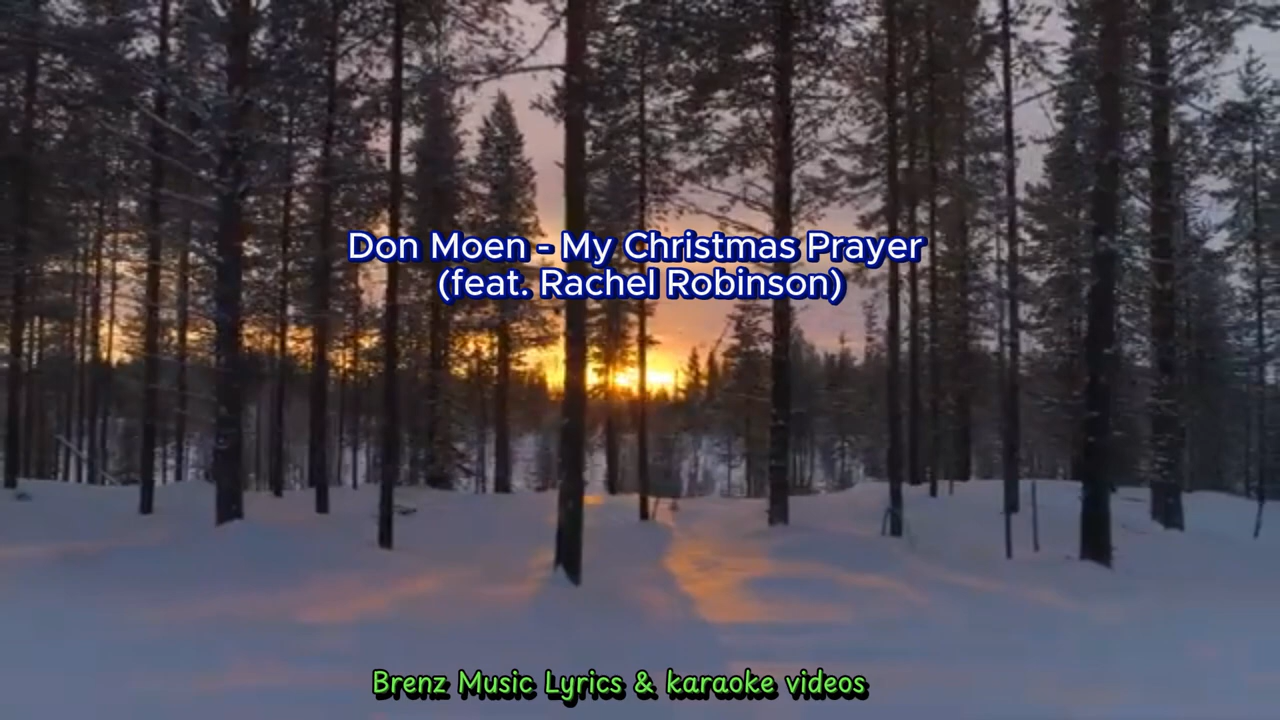 Don Moen - My Christmas Prayer
(feat. Rachel Robinson)
Brenz Music Lyrics & karaoke videos